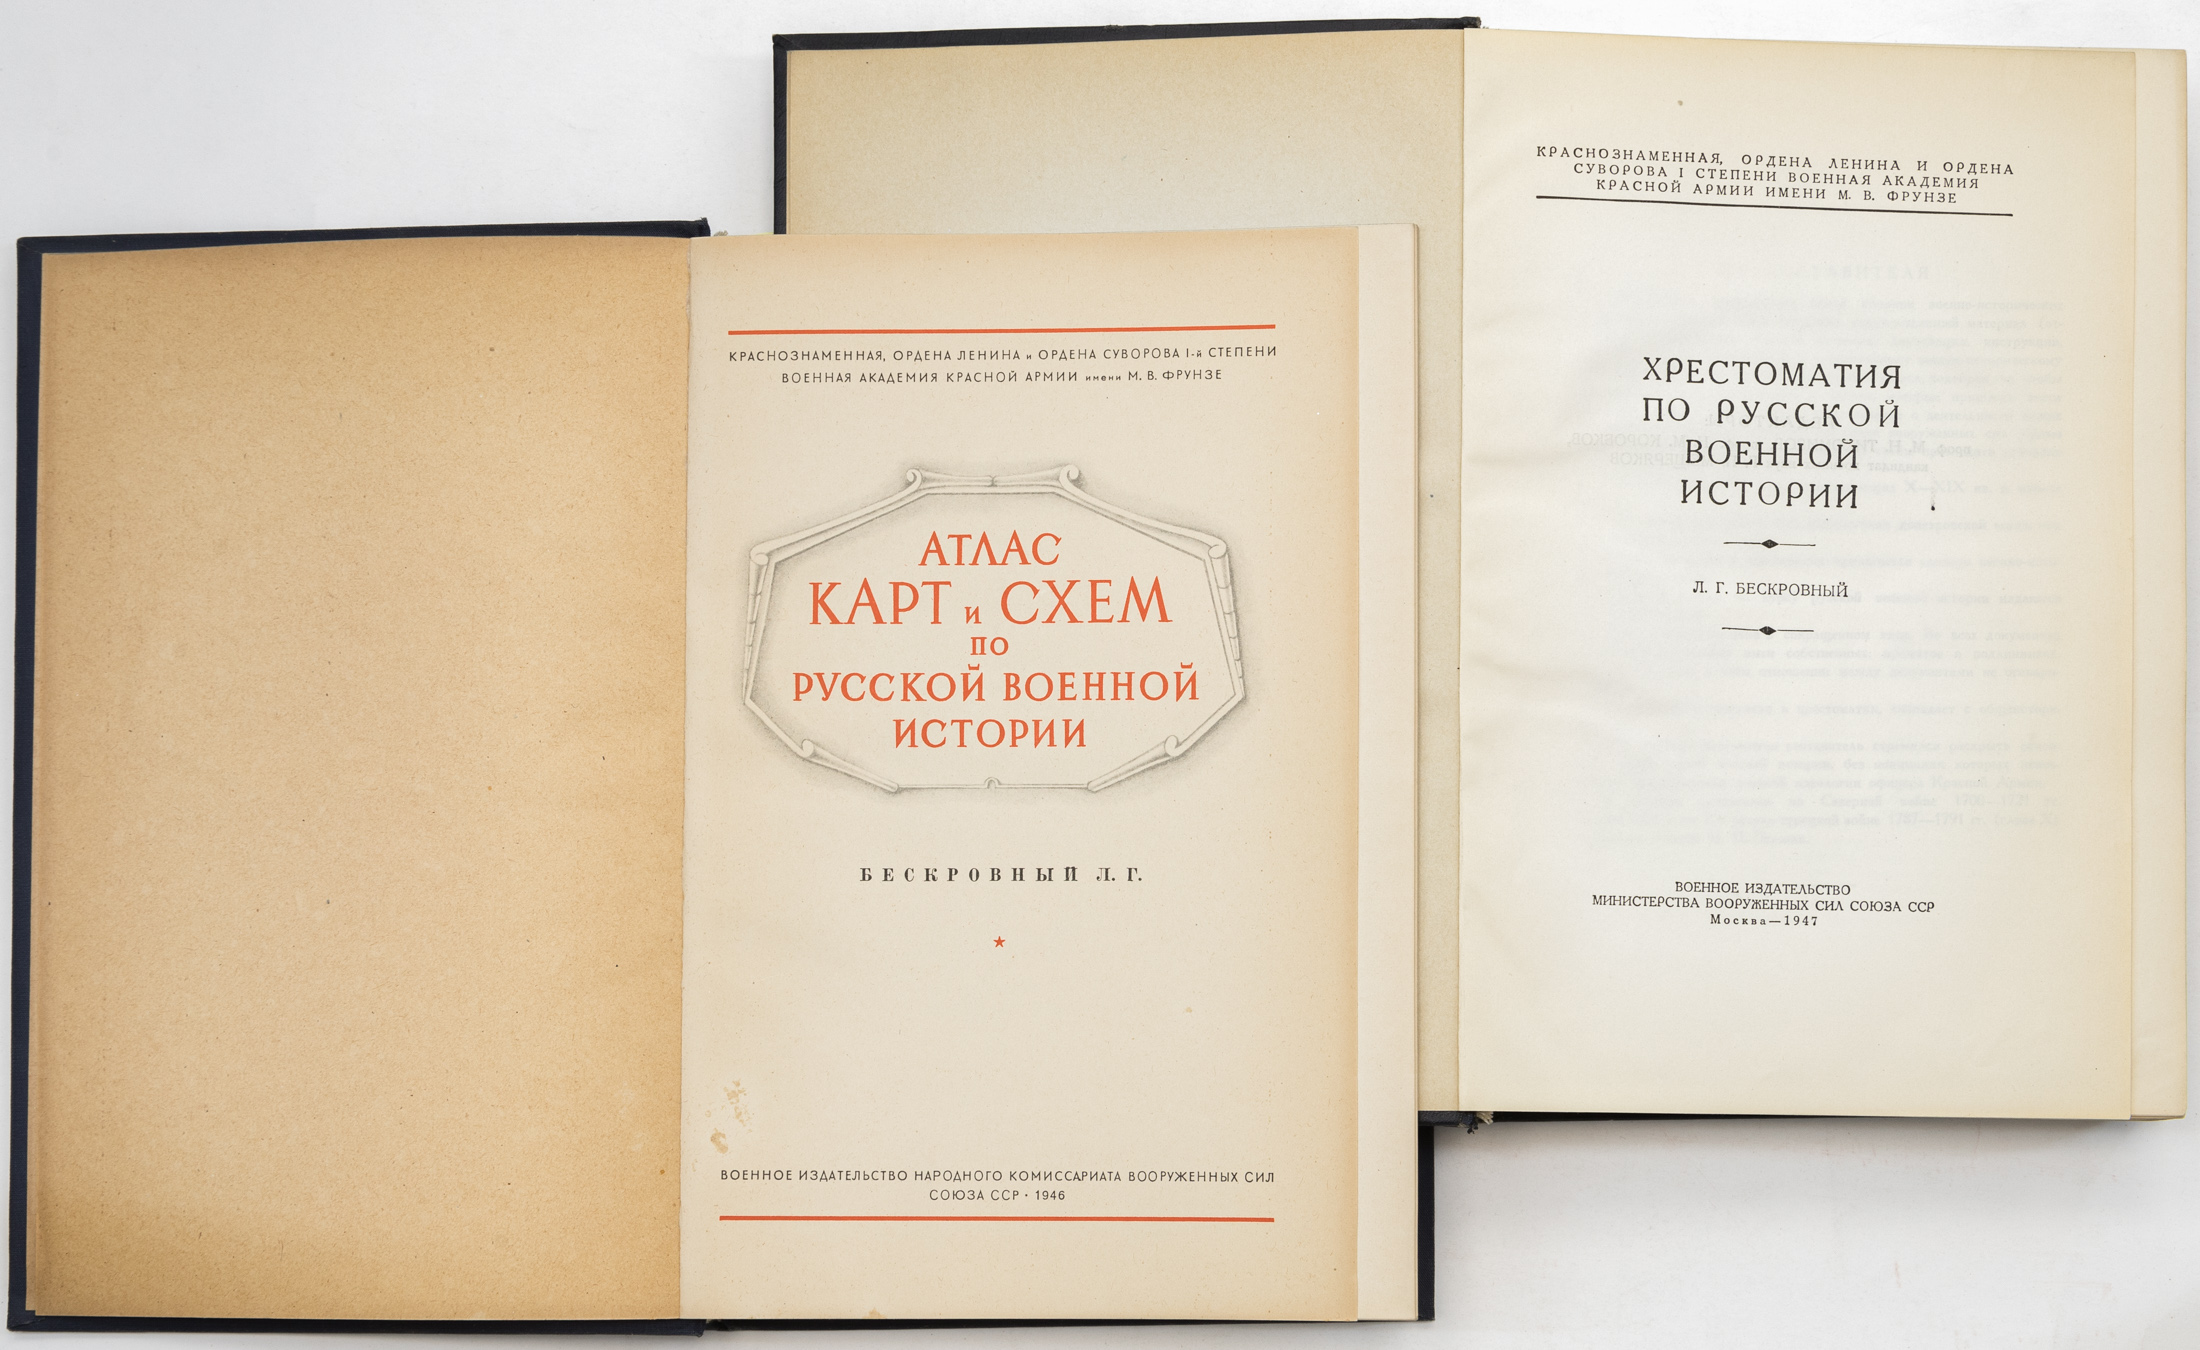 КРАСНОЗНАМЕННАЯ, ОРДЕНА ЛЕНИНА и ОРДЕНА СУВОРОВА I-й СТЕПЕНИ
ВОЕННАЯ АКАДЕМИЯ КРАСНОЙ АРМИИ имени М. В. ФРУНЗЕ
АТЛАС
КАРТ и СХЕМ
ПО
РУССКОЙ ВОЕННОЙ
ИСТОРИИ
БЕСКРОВНЫЙ Л. Г.
ВОЕННОЕ ИЗДАТЕЛЬСТВО НАРОДНОГО КОМИССАРИАТА ВООРУЖЕННЫХ СИЛ
СОЮЗА ССР • 1946
КРАСНОЗНАМЕННАЯ, ОРДЕНА ЛЕНИНА И ОРДЕНА
СУВОРОВА I СТЕПЕНИ ВОЕННАЯ АКАДЕМИЯ
КРАСНОЙ АРМИИ ИМЕНИ М. В. ФРУНЗЕ
ХРЕСТОМАТИЯ
ПО РУССКОЙ
ВОЕННОЙ
ИСТОРИИ
Л. Г. БЕСКРОВНЫЙ
ВОЕННОЕ ИЗДАТЕЛЬСТВО
МИНИСТЕРСТВА ВООРУЖЕННЫХ СИЛ СОЮЗА ССР
Москва—1947